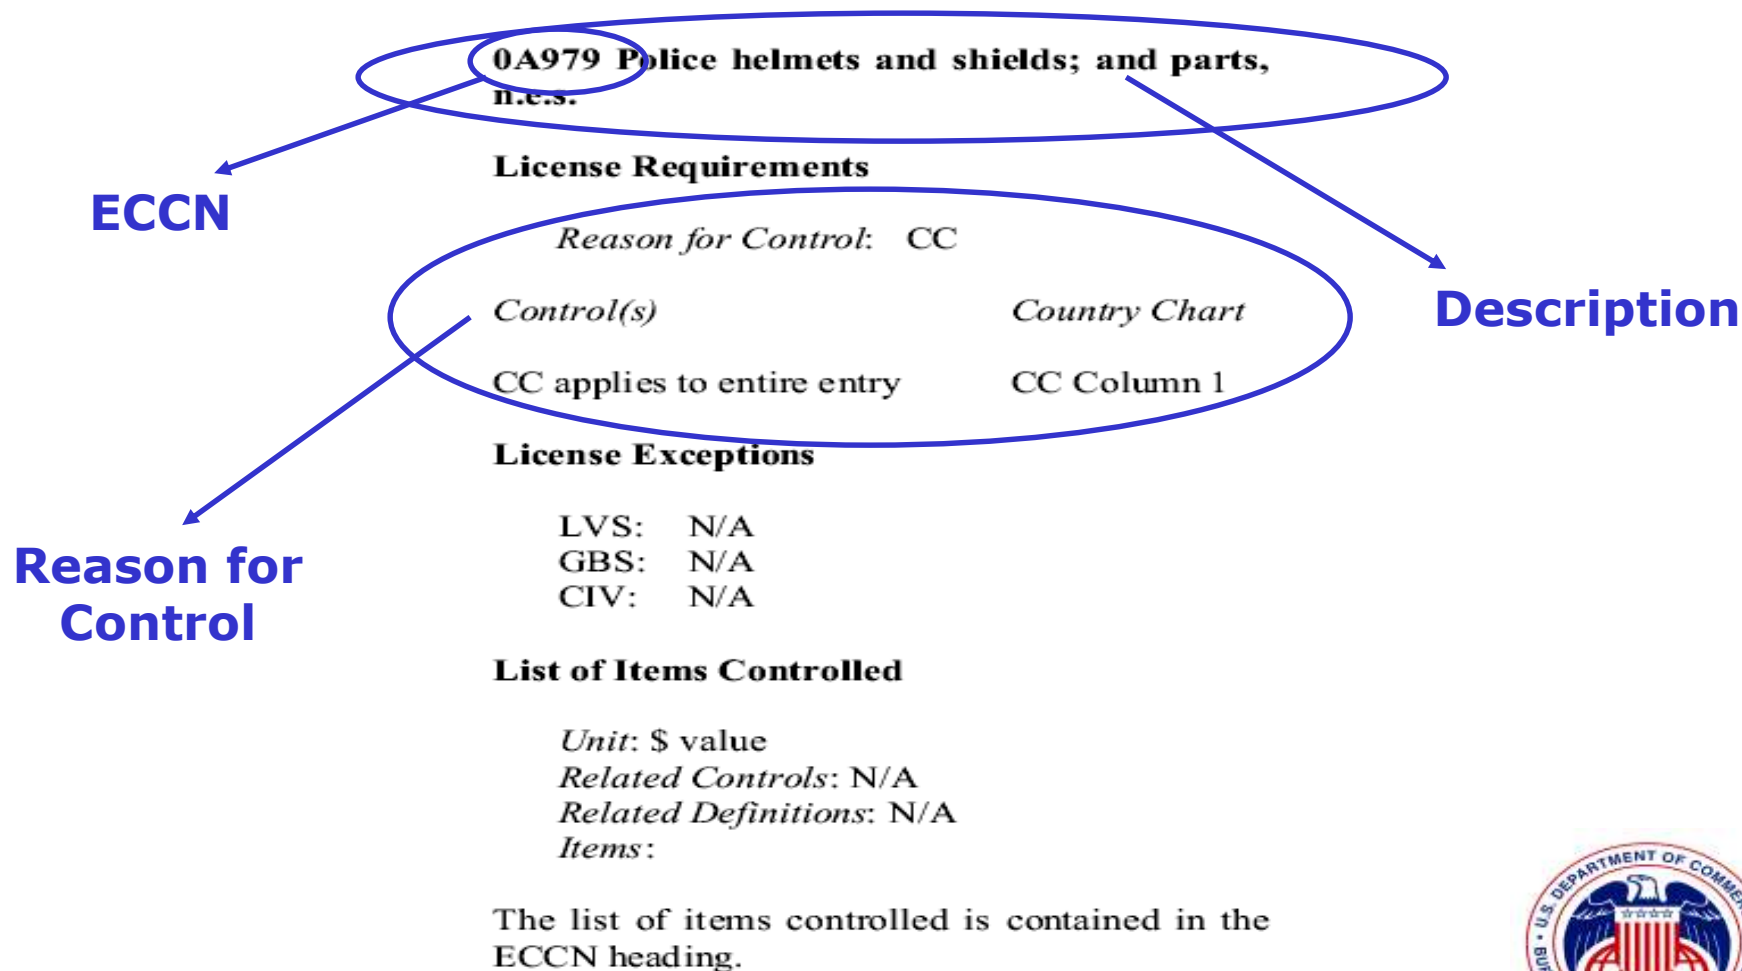 0A979 Police helmets and shields; and parts,
n.e.s.
License Requirements
ECCN
Reason for Control: CC
Control(s) Country Chart
Description
CC applies to entire entry CC Column 1
License Exceptions
LVS: N/A
GBS: N/A
CIV: N/A
Reason for
Control
List of Items Controlled
Unit: $ value
Related Controls: N/A
Related Definitions: N/A
Items:
The list of items controlled is contained in the
ECCN heading.
U.S. DEPARTMENT OF